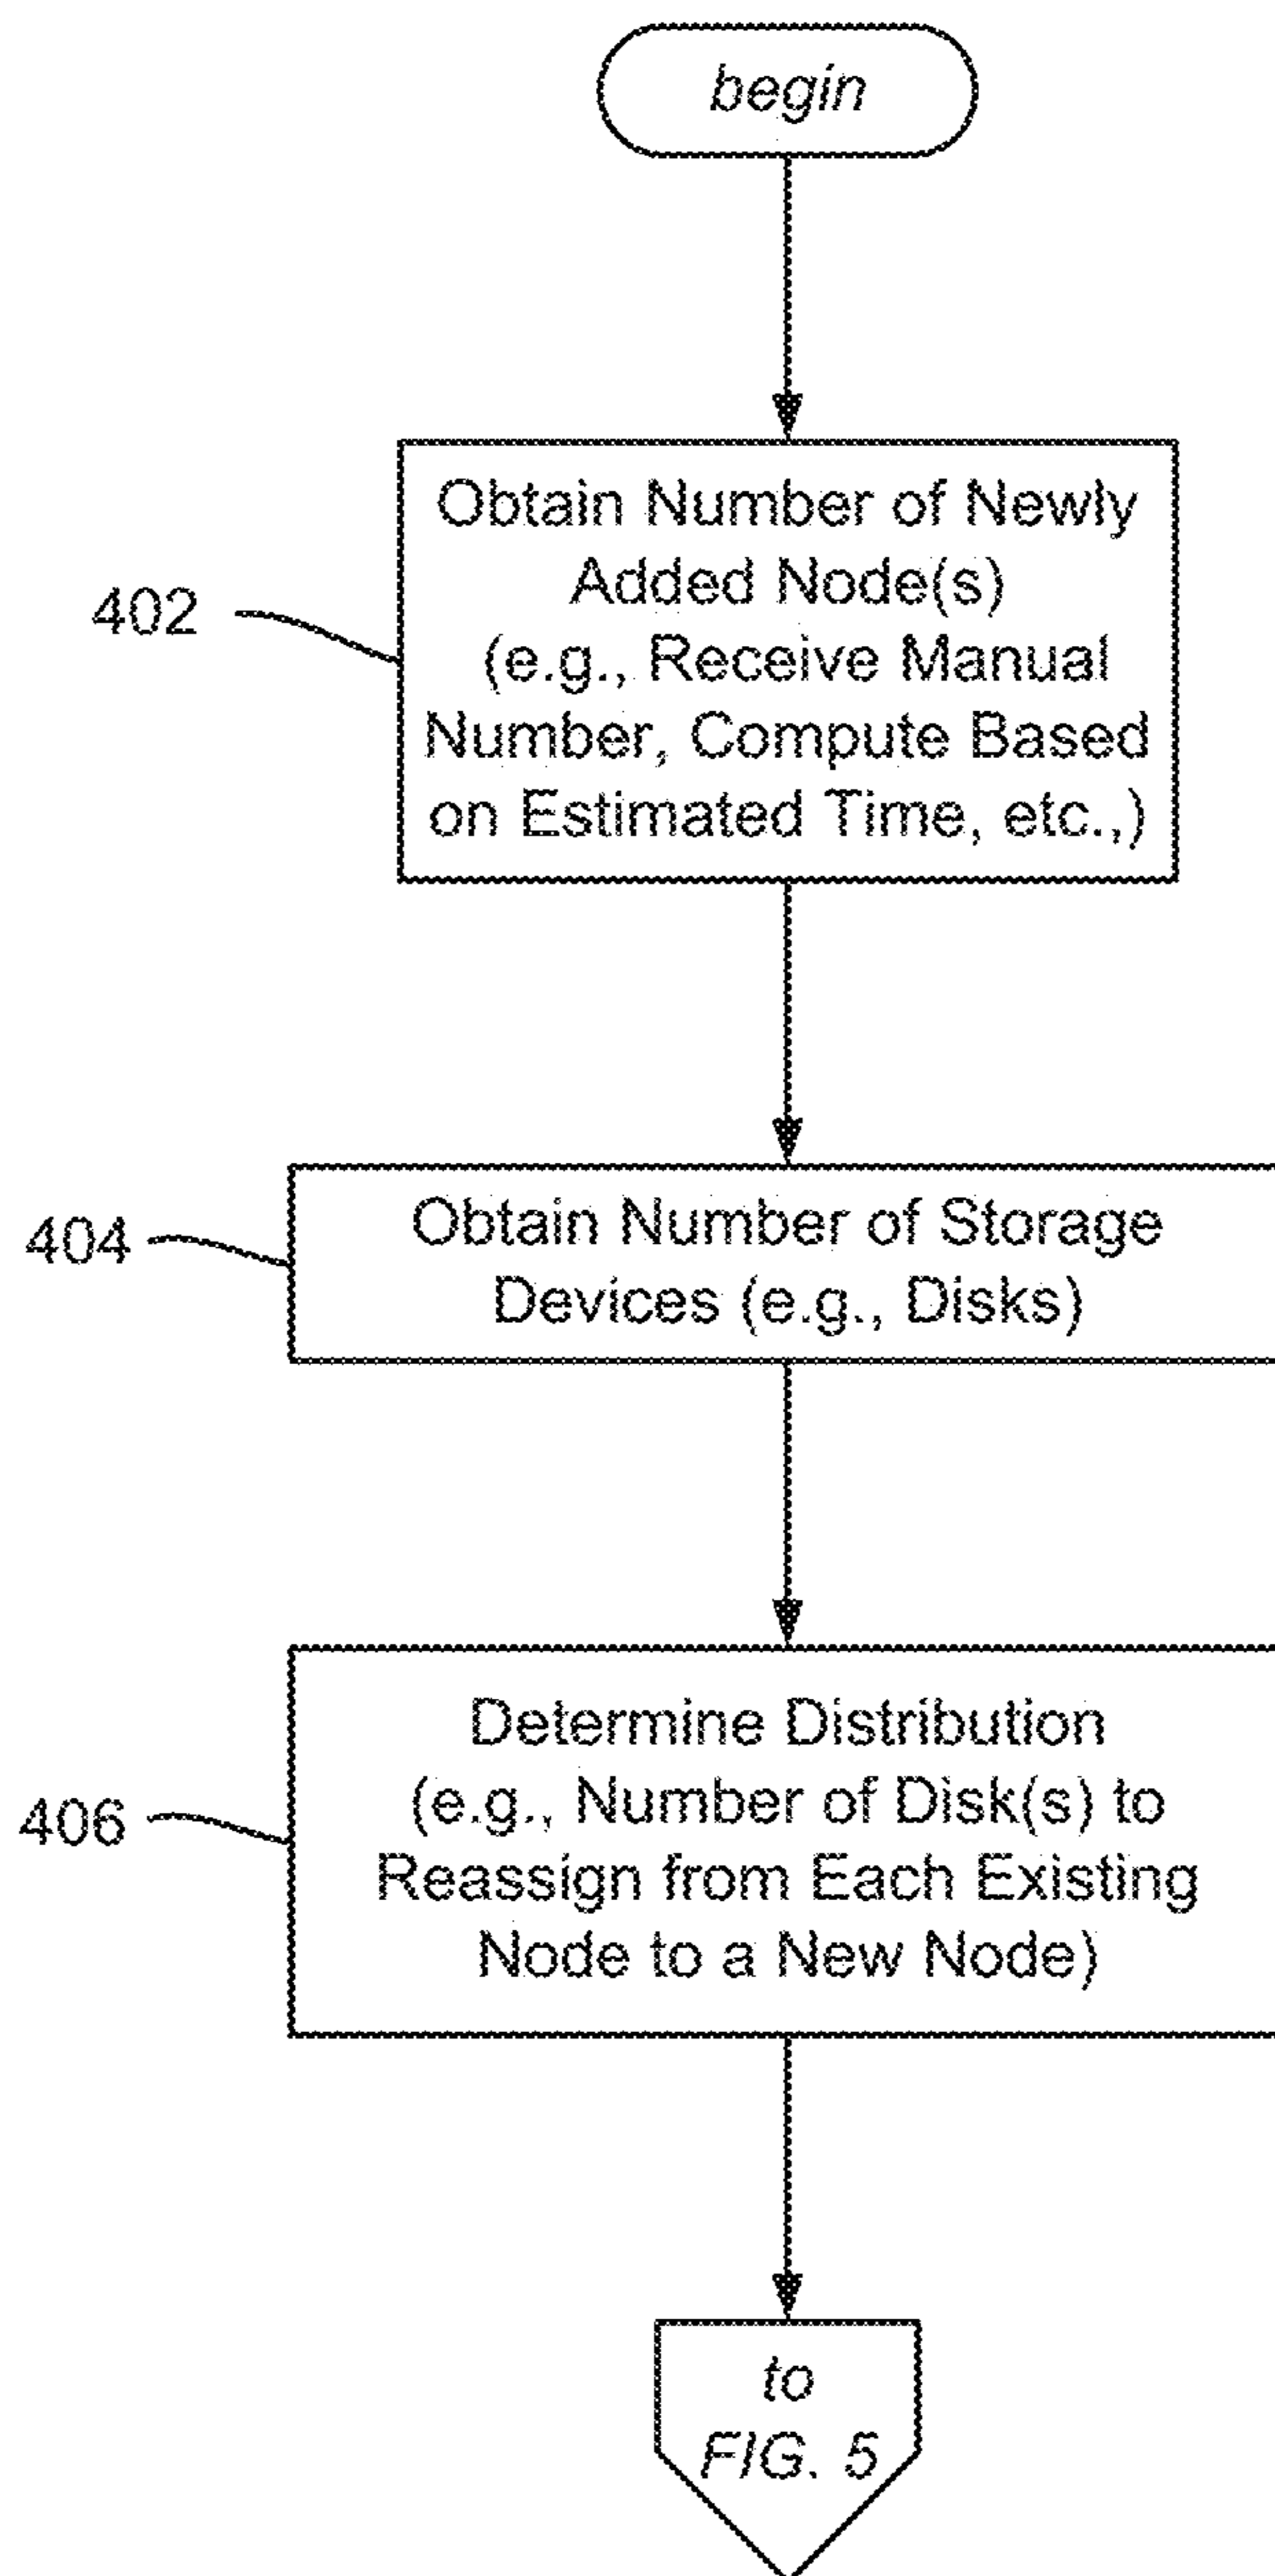 begin
Obtain Number of Newly
Added Node(s)
(e.g., Receive Manual
Number, Compute Based
on Estimated Time, etc.,)
402
Obtain Number of Storage
Devices (e.g., Disks)
404
Determine Distribution
(e.g., Number of Disk(s) to
Reassign from Each Existing
Node to a New Node)
406
to
FIG. 5